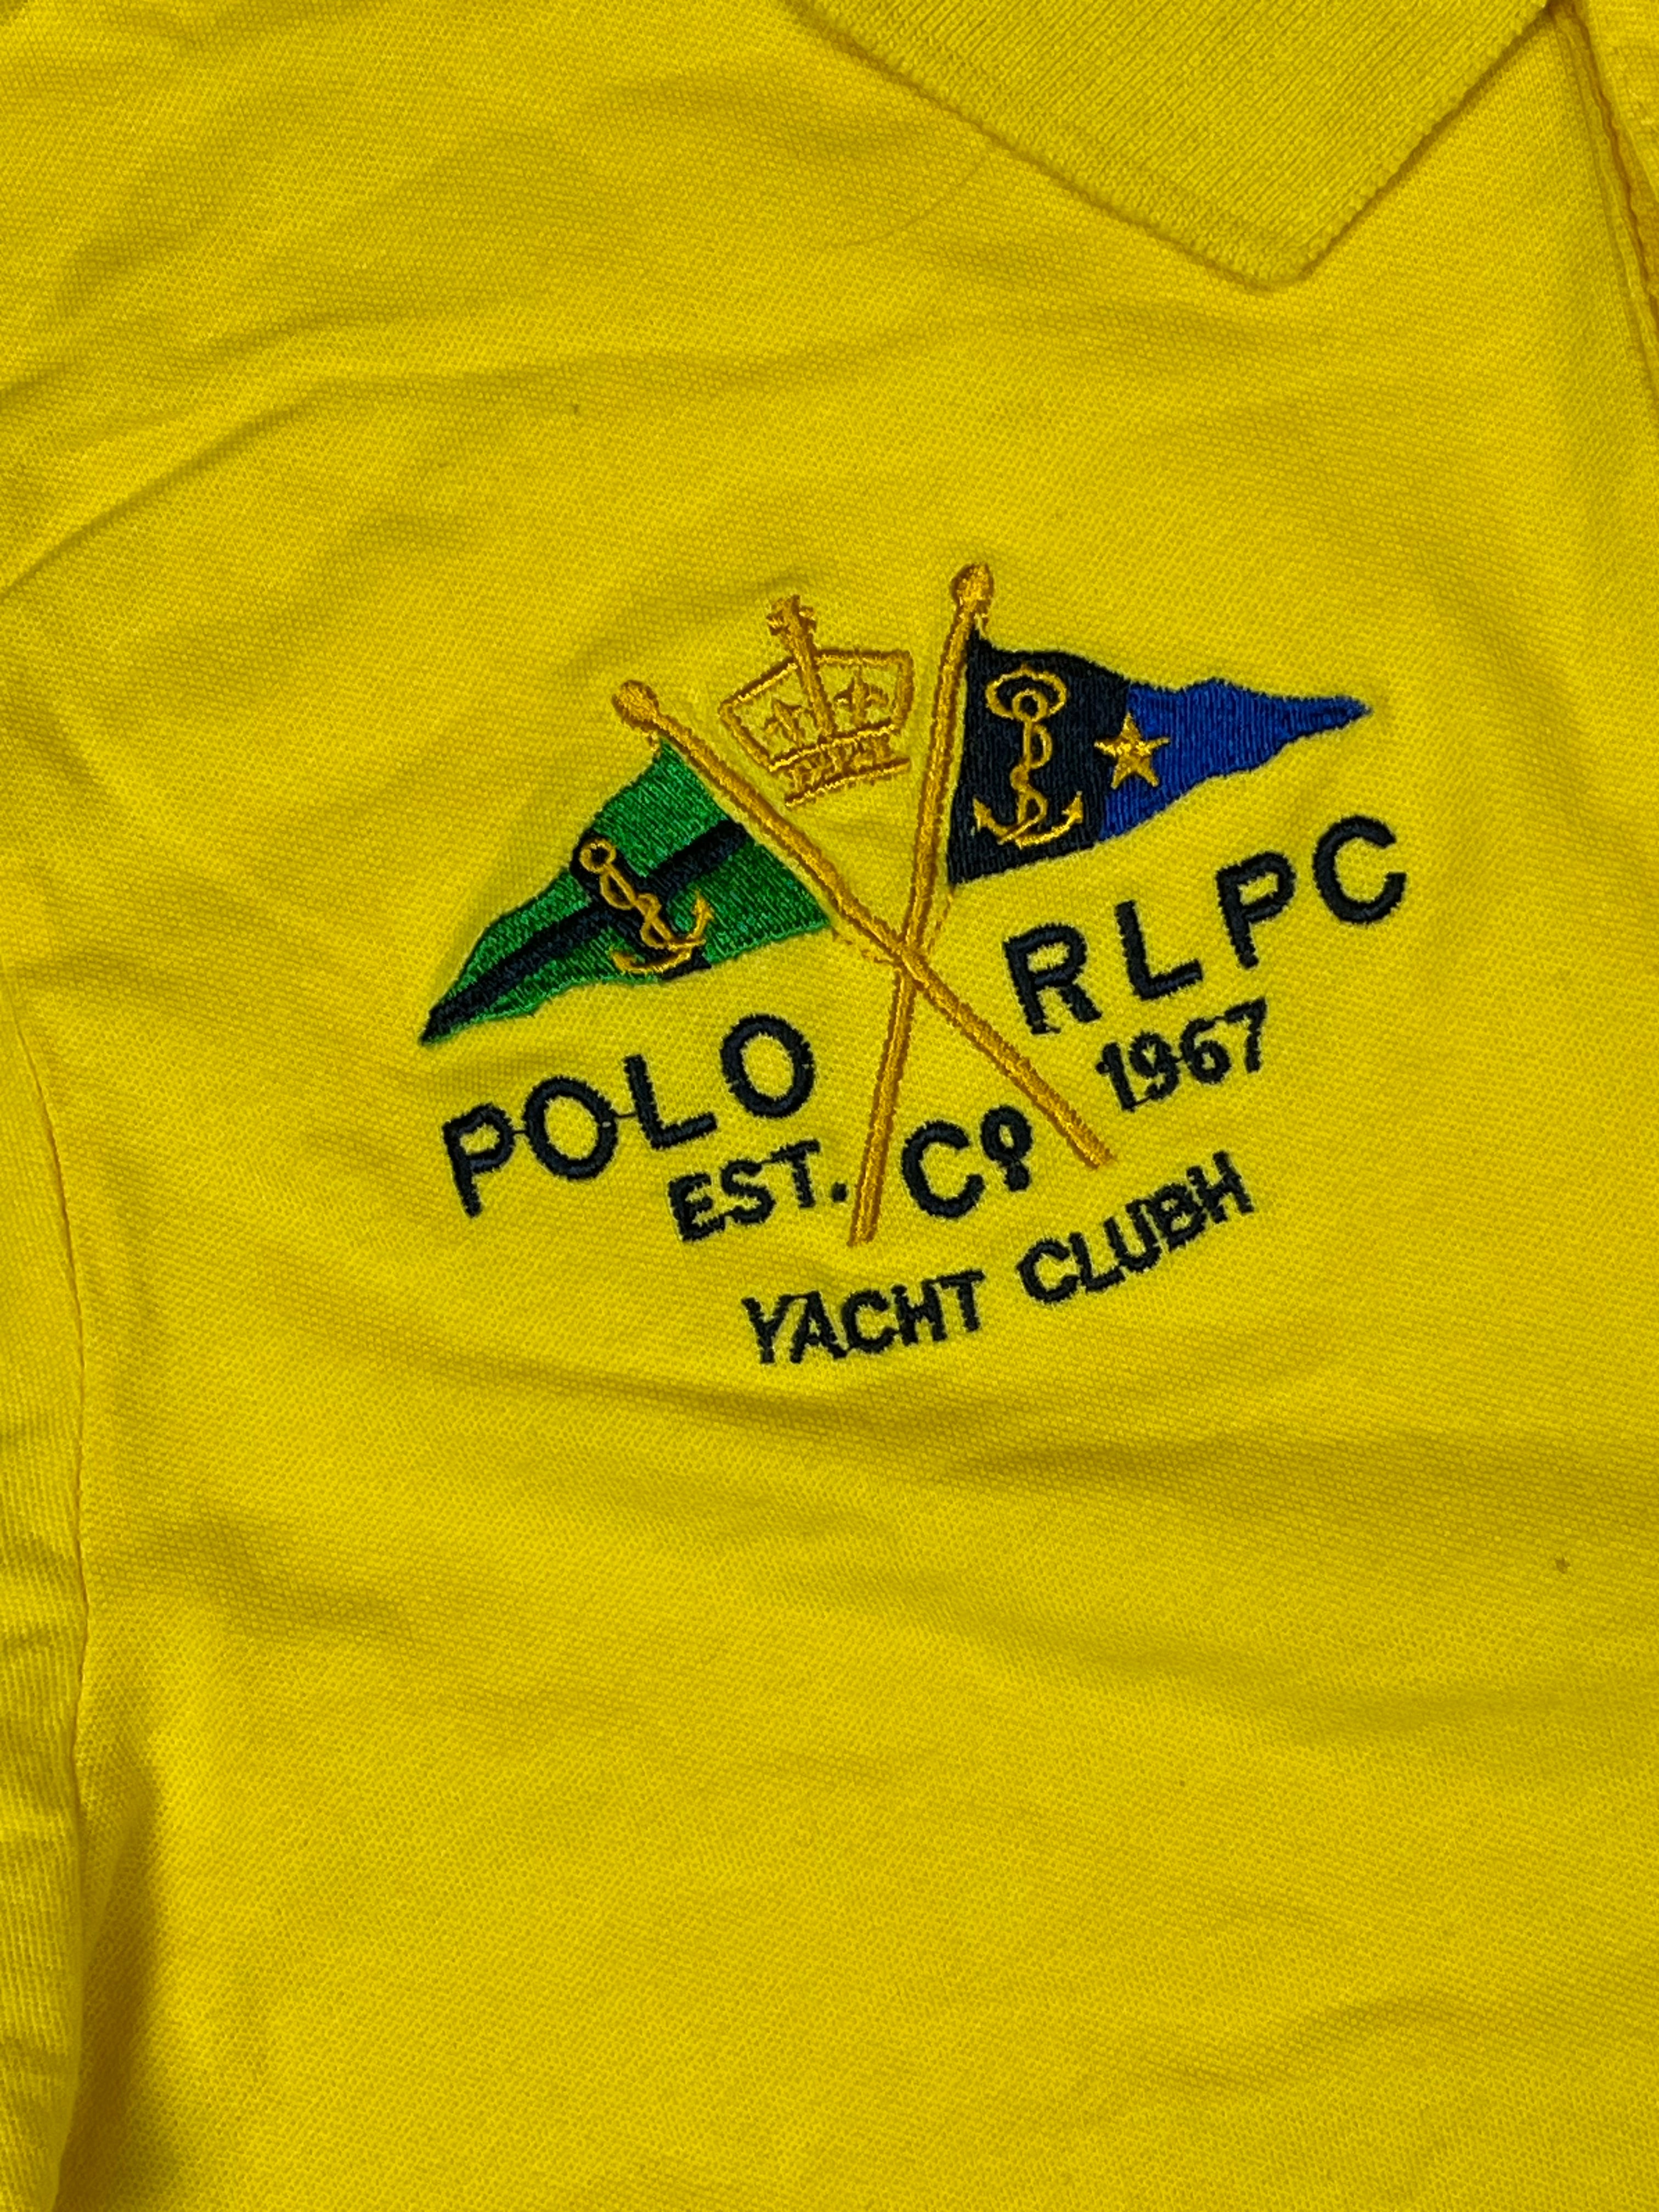 POLO RLPC
EST. Cº 1967
YACHT CLUBH